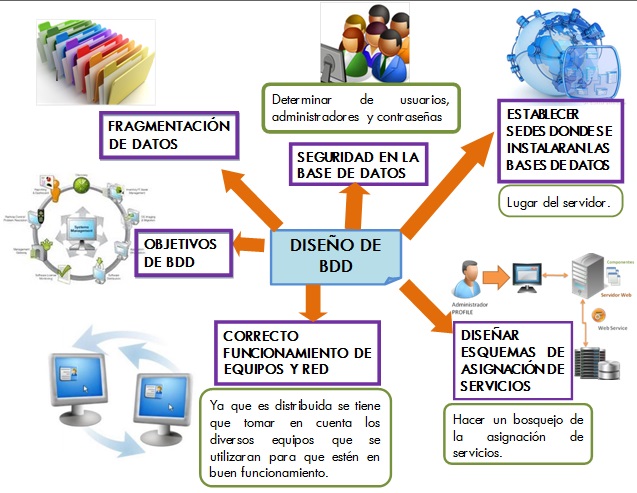 Determinar de usuarios,
administradores y contraseñas
FRAGMENTACIÓN
DE DATOS
SEGURIDAD EN LA
BASE DE DATOS
ESTABLECER
SEDES DONDE SE
INSTALARAN LAS
BASES DE DATOS
Lugar del servidor.
Systems
Management
OBJETIVOS
DE BDD
DISEÑO DE
BDD
Administrador
PROFILE
Componentes
Servidor Web
Web Service
CORRECTO
FUNCIONAMIENTO DE
EQUIPOS Y RED
DISEÑAR
ESQUEMAS DE
ASIGNACIÓN DE
SERVICIOS
Ya que es distribuida se tiene
que tomar en cuenta los
diversos equipos que se
utilizaran para que estén en
buen funcionamiento.
Hacer un bosquejo de
la asignación de
servicios.